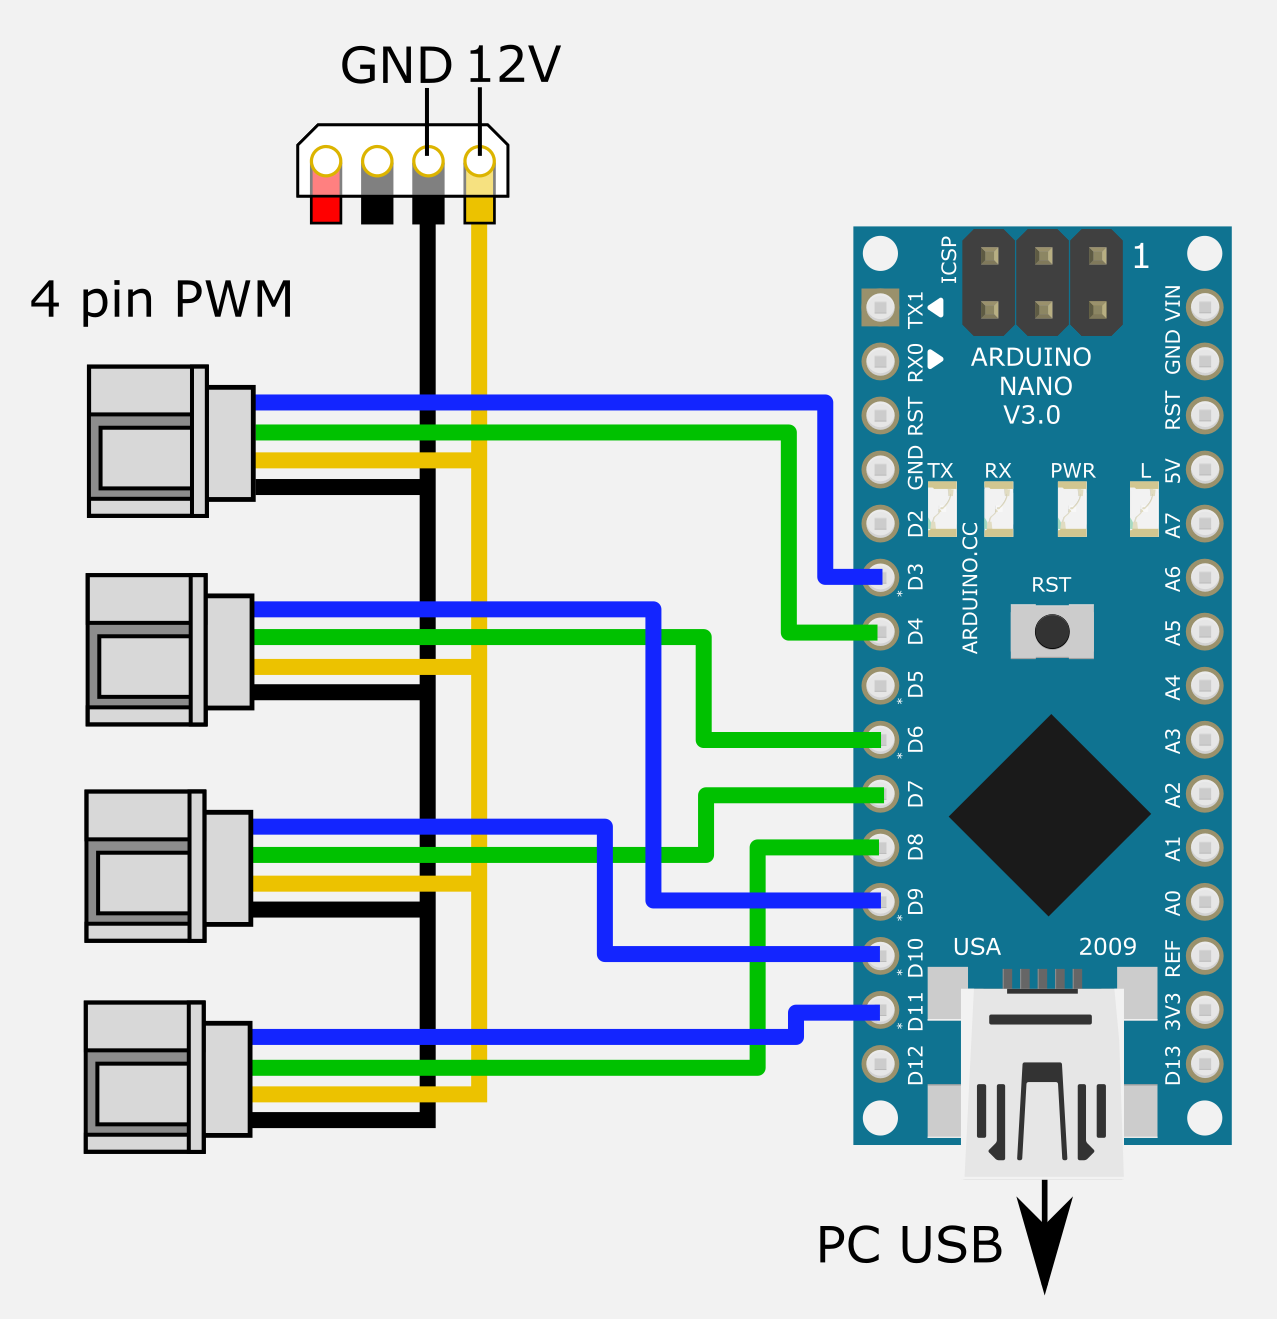 GND 12V
4 pin PWM
ICSP
1
TX1
RX0
RST
GND
D2
* D3
D4
* D5
* D6
D7
D8
* D9
* D10
* D11
D12
VIN
GND
RST
5V
A7
A6
A5
A4
A3
A2
A1
A0
REF
3V3
D13
ARDUINO
NANO
V3.0
TX RX PWR L
ARDUINO.CC
RST
USA 2009
PC USB